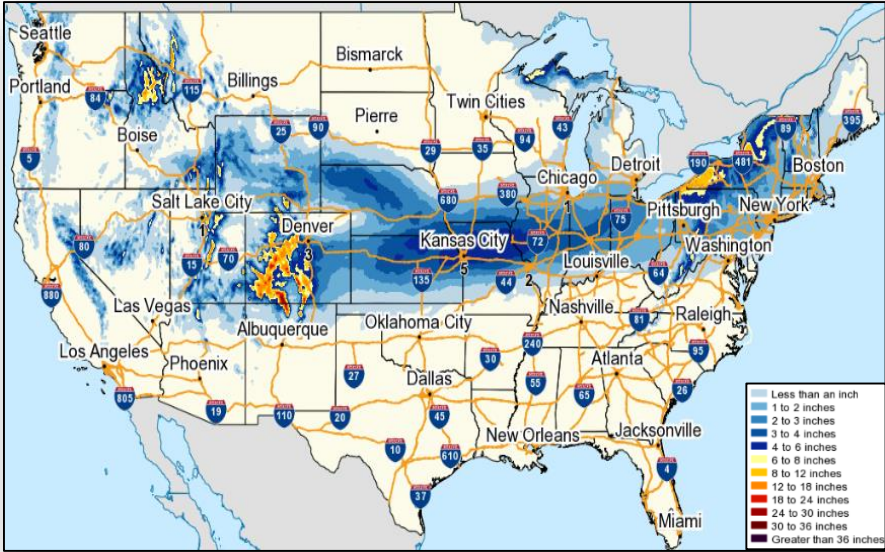 Seattle
Portland
84
115
Billings
Bismarck
Pierre
Twin Cities
Boise
5
25
90
29
35
94
43
Chicago
Detroit
190
481
89
395
Boston
Salt Lake City
1
Denver
3
680
380
1
75
Pittsburgh
New York
80
15
70
Kansas City
5
72
2
Louisville
Washington
64
880
Las Vegas
135
44
Albuquerque
Oklahoma City
Nashville
81
Raleigh
Los Angeles
Phoenix
240
Atlanta
95
27
30
Dallas
805
19
110
20
45
55
65
26
New Orleans
Jacksonville
10
610
4
37
Miami
Less than an inch
1 to 2 inches
2 to 3 inches
3 to 4 inches
4 to 6 inches
6 to 8 inches
8 to 12 inches
12 to 18 inches
18 to 24 inches
24 to 30 inches
30 to 36 inches
Greater than 36 inches